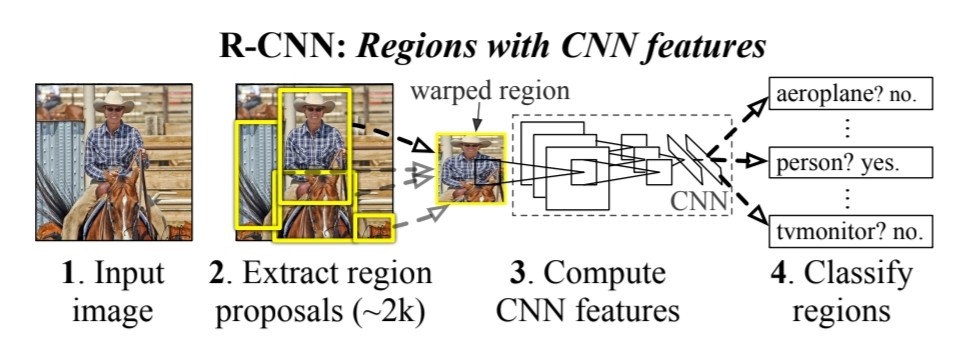 R-CNN: Regions with CNN features
warped region
aeroplane? no.
person? yes.
CNN
tvmonitor? no.
1. Input
image
2. Extract region
proposals (~2k)
3. Compute
CNN features
4. Classify
regions